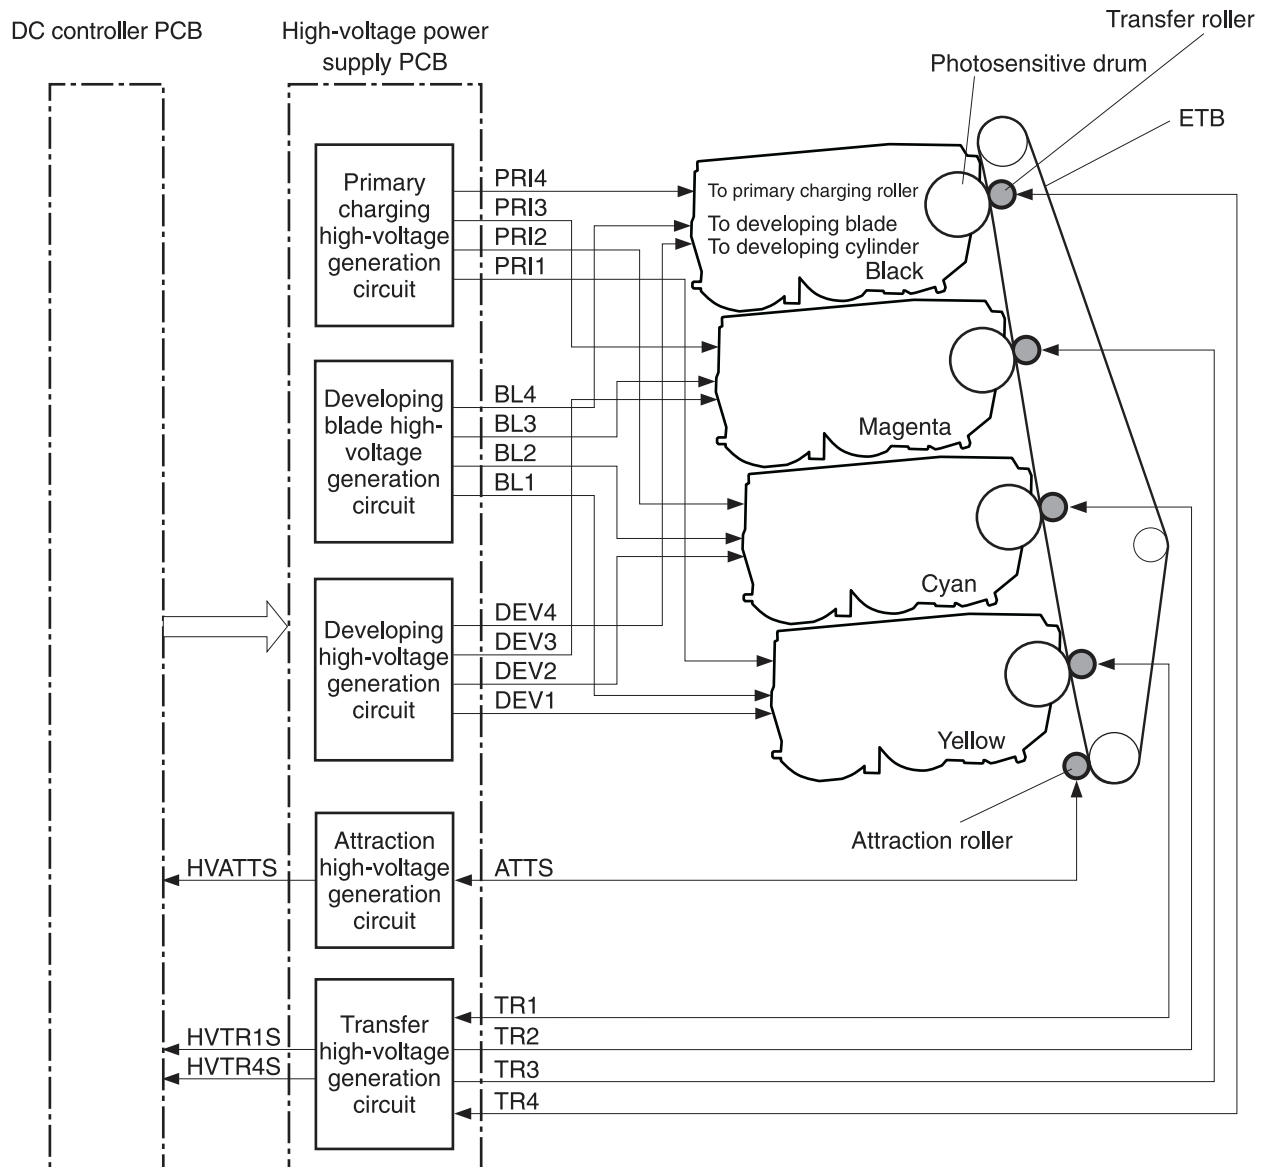 DC controller PCB
High-voltage power
supply PCB
Transfer roller
Photosensitive drum
ETB
Primary
charging
high-voltage
generation
circuit
PRI4
PRI3
PRI2
PRI1
To primary charging roller
To developing blade
To developing cylinder
Black
Developing
blade high-
voltage
generation
circuit
BL4
BL3
BL2
BL1
Magenta
Cyan
Developing
high-voltage
generation
circuit
DEV4
DEV3
DEV2
DEV1
Yellow
Attraction roller
Attraction
high-voltage
generation
circuit
HVATTS
ATTS
Transfer
high-voltage
generation
circuit
HVTR1S
HVTR4S
TR1
TR2
TR3
TR4